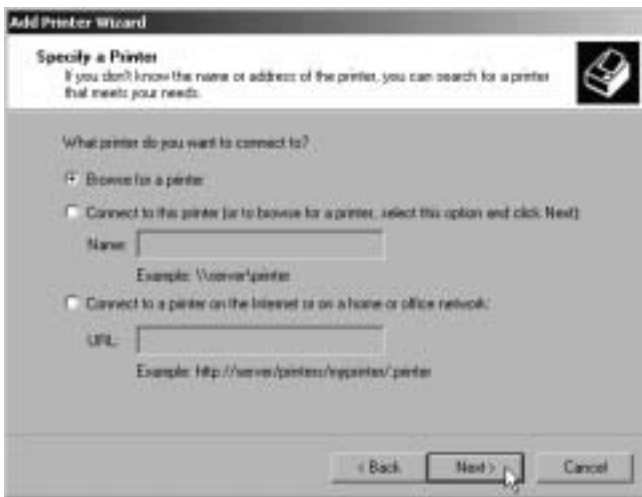 Add Printer Wizard
Specify a Printer
If you don't know the name or address of the printer, you can search for a printer
that meets your needs.
What printer do you want to connect to?
Browse for a printer
Connect to this printer (or to browse for a printer, select this option and click Next):
Name:
Example: \\server\printer
Connect to a printer on the Internet or on a home or office network:
URL:
Example: http://server/printers/myprinter/.printer
< Back
Next >
Cancel